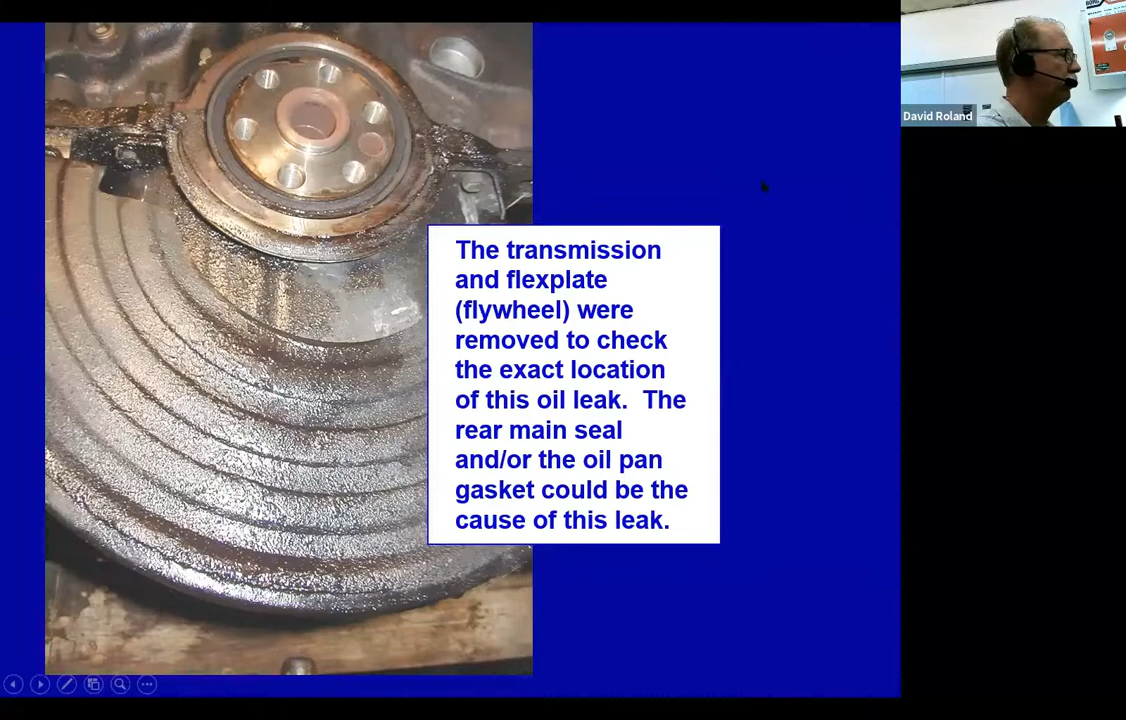 David Roland
The transmission
and flexplate
(flywheel) were
removed to check
the exact location
of this oil leak.  The
rear main seal
and/or the oil pan
gasket could be the
cause of this leak.